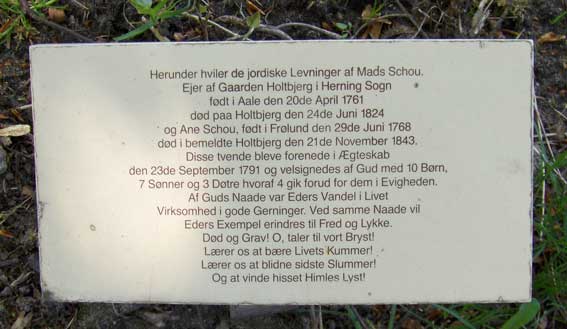 Herunder hviler de jordiske Levninger af Mads Schou.
Ejer af Gaarden Holtbjerg i Herning Sogn
født i Aale den 20de April 1761
død paa Holtbjerg den 24de Juni 1824
og Ane Schou, født i Frølund den 29de Juni 1768
død i bemeldte Holtbjerg den 21de November 1843.
Disse tvende bleve forenede i Ægteskab
den 23de September 1791 og velsignedes af Gud med 10 Børn,
7 Sønner og 3 Døtre hvoraf 4 gik forud for dem i Evigheden.
Af Guds Naade var Eders Vandel i Livet
Virksomhed i gode Gerninger. Ved samme Naade vil
Eders Exempel erindres til Fred og Lykke.
Død og Grav! O, taler til vort Bryst!
Lærer os at bære Livets Kummer!
Lærer os at blidne sidste Slummer!
Og at vinde hisset Himles Lyst!